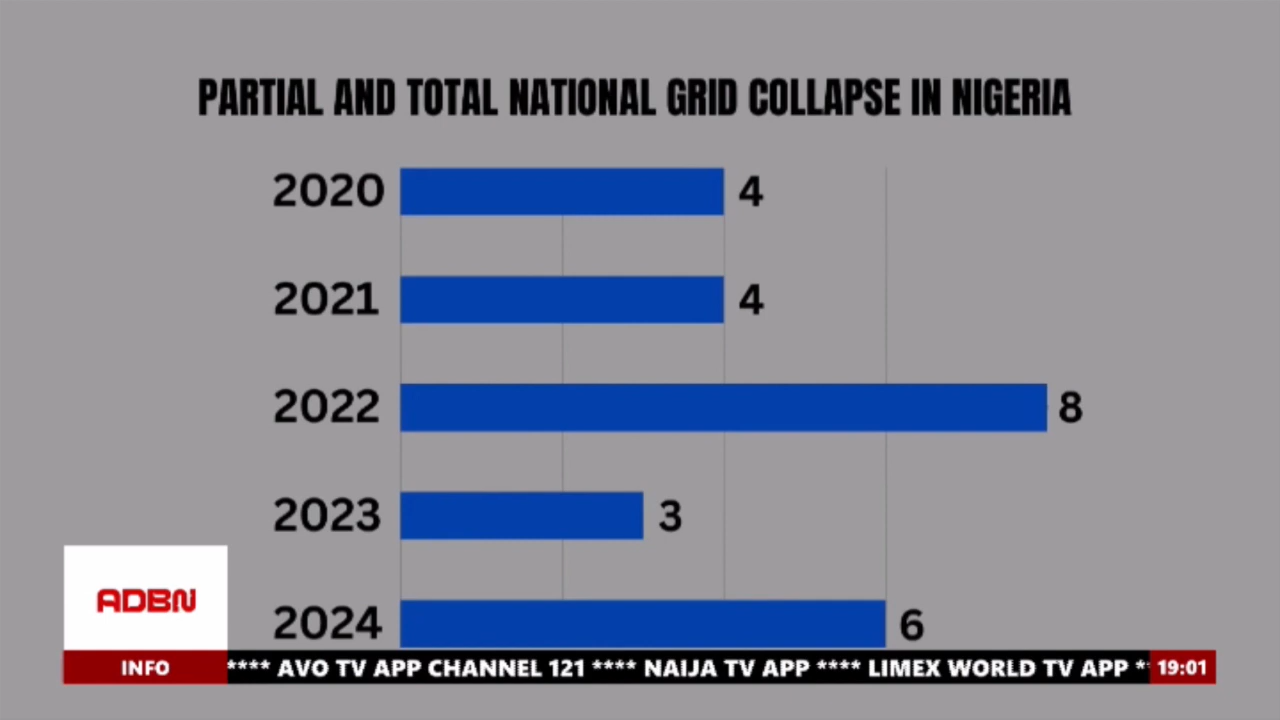 PARTIAL AND TOTAL NATIONAL GRID COLLAPSE IN NIGERIA
2020 4
2021 4
2022 8
2023 3
2024 6
ADBN
INFO **** AVO TV APP CHANNEL 121 **** NAIJA TV APP **** LIMEX WORLD TV APP * 19:01